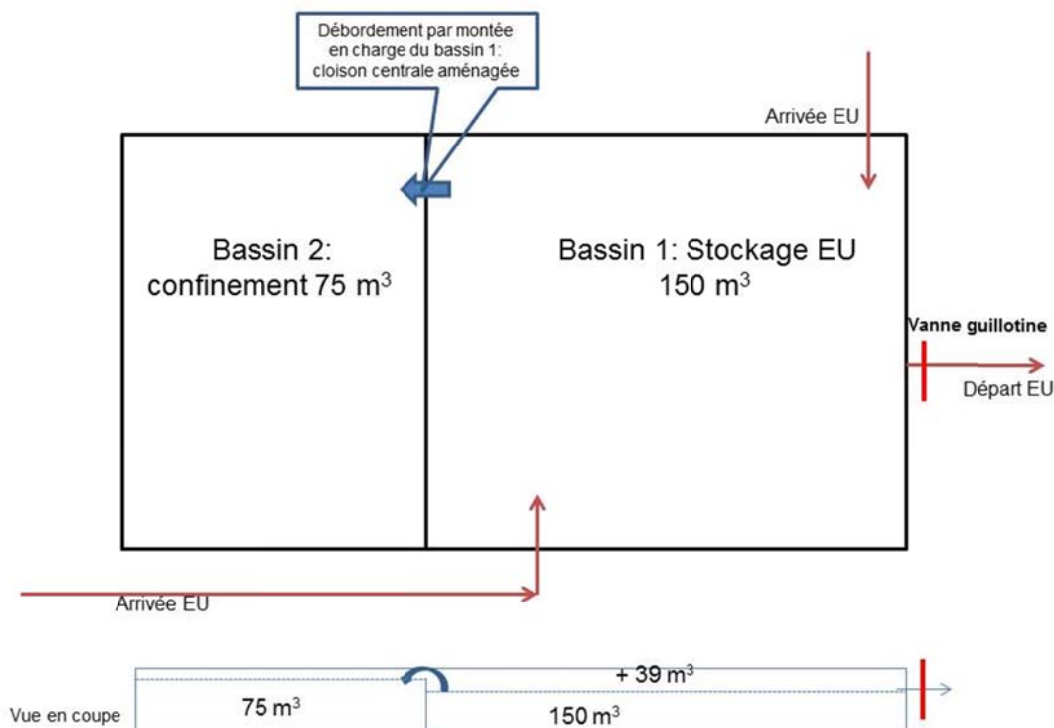 Débordement par montée
en charge du bassin 1:
cloison centrale aménagée
Arrivée EU
Bassin 2:
confinement 75 m³
Bassin 1: Stockage EU
150 m³
Vanne guillotine
Départ EU
Arrivée EU
+ 39 m³
75 m³
150 m³
Vue en coupe